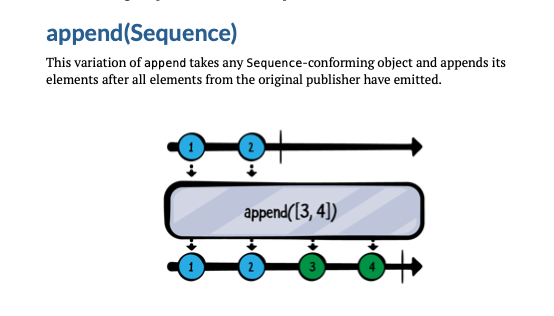 append(Sequence)
This variation of append takes any Sequence-conforming object and appends its
elements after all elements from the original publisher have emitted.
1 2
append([3, 4])
1 2 3 4